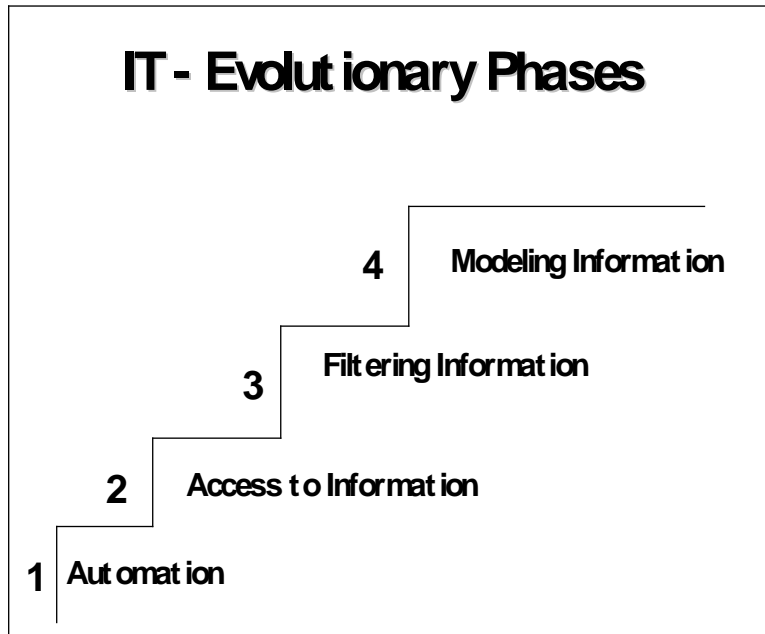 IT - Evolutionary Phases
4 Modeling Information
3 Filtering Information
2 Access to Information
1 Automation